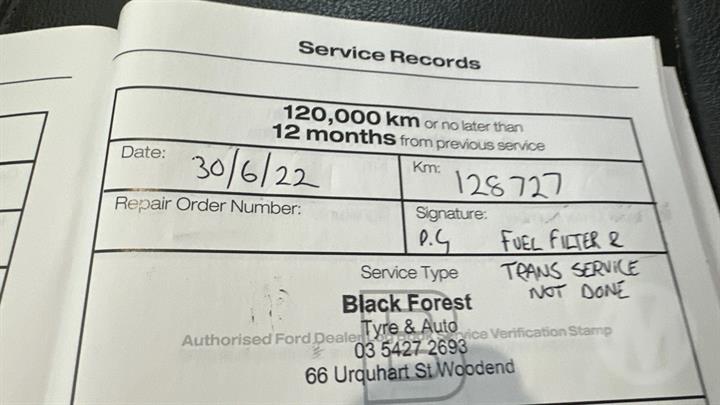 Service Records
120,000 km or no later than
12 months from previous service
Date: 30/6/22
Km: 128727
Repair Order Number:
Signature:
P.G
FUEL FILTER &
TRANS SERVICE
NOT DONE
Service Type
Black Forest
Tyre & Auto
Authorised Ford Dealer Service Verification Stamp
03 5427 2693
66 Urquhart St Woodend